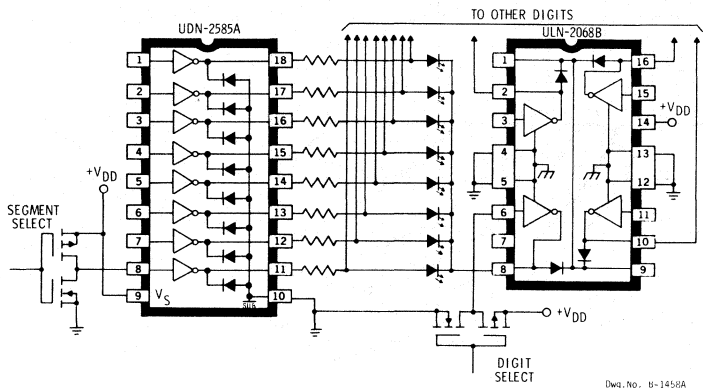 TO OTHER DIGITS
UDN-2585A
ULN-2068B
1
18
1
16
2
17
2
15
3
16
3
14
+VDD
4
15
4
13
+VDD
5
14
5
12
SEGMENT
SELECT
6
13
6
11
7
12
7
10
8
11
8
9
9
VS
10
SUB
+VDD
DIGIT
SELECT
Dwg.No. B-1458A